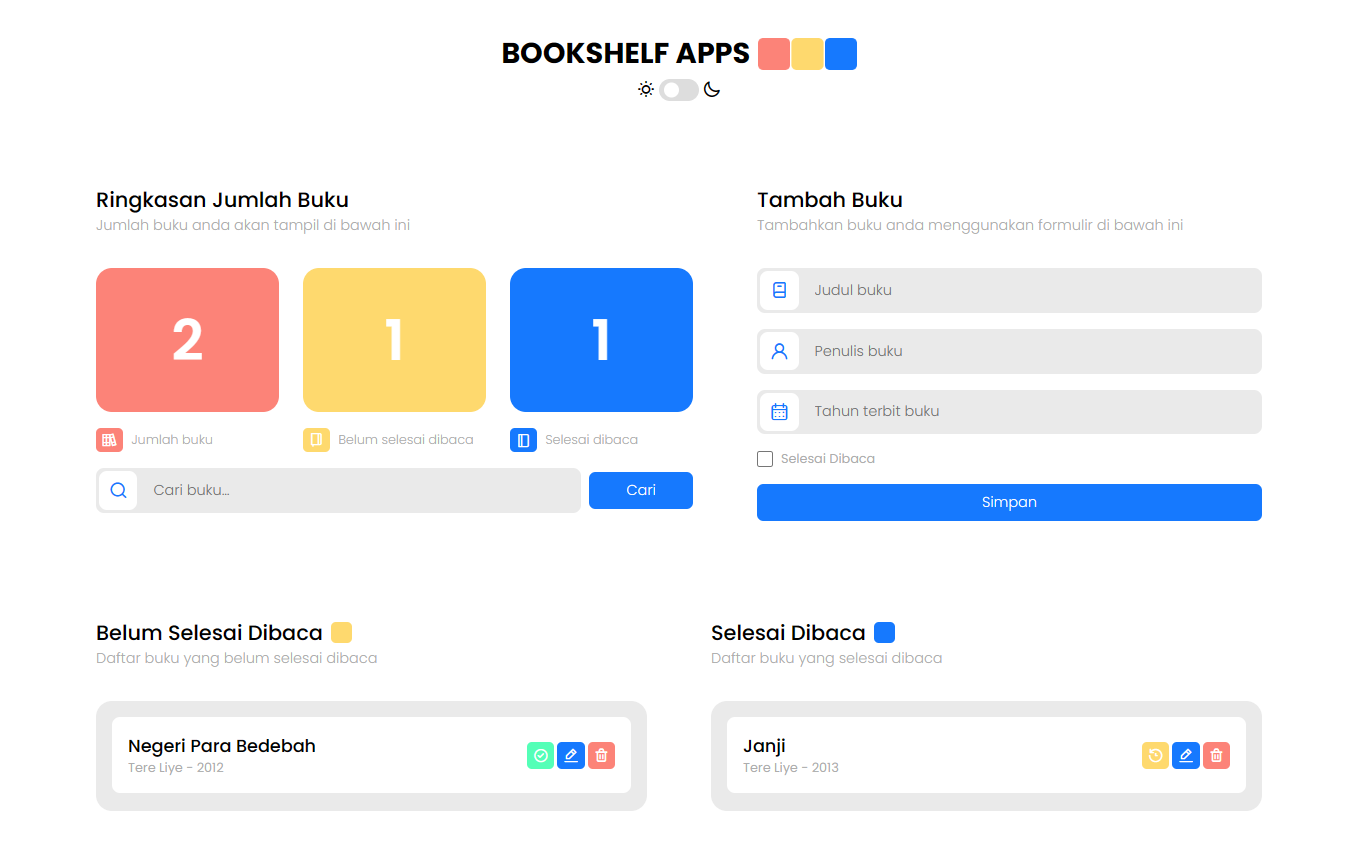 BOOKSHELF APPS
Ringkasan Jumlah Buku
Jumlah buku anda akan tampil di bawah ini
2
1
1
Jumlah buku
Belum selesai dibaca
Selesai dibaca
Cari buku...
Cari
Tambah Buku
Tambahkan buku anda menggunakan formulir di bawah ini
Judul buku
Penulis buku
Tahun terbit buku
Selesai Dibaca
Simpan
Belum Selesai Dibaca
Daftar buku yang belum selesai dibaca
Negeri Para Bedebah
Tere Liye - 2012
Selesai Dibaca
Daftar buku yang selesai dibaca
Janji
Tere Liye - 2013